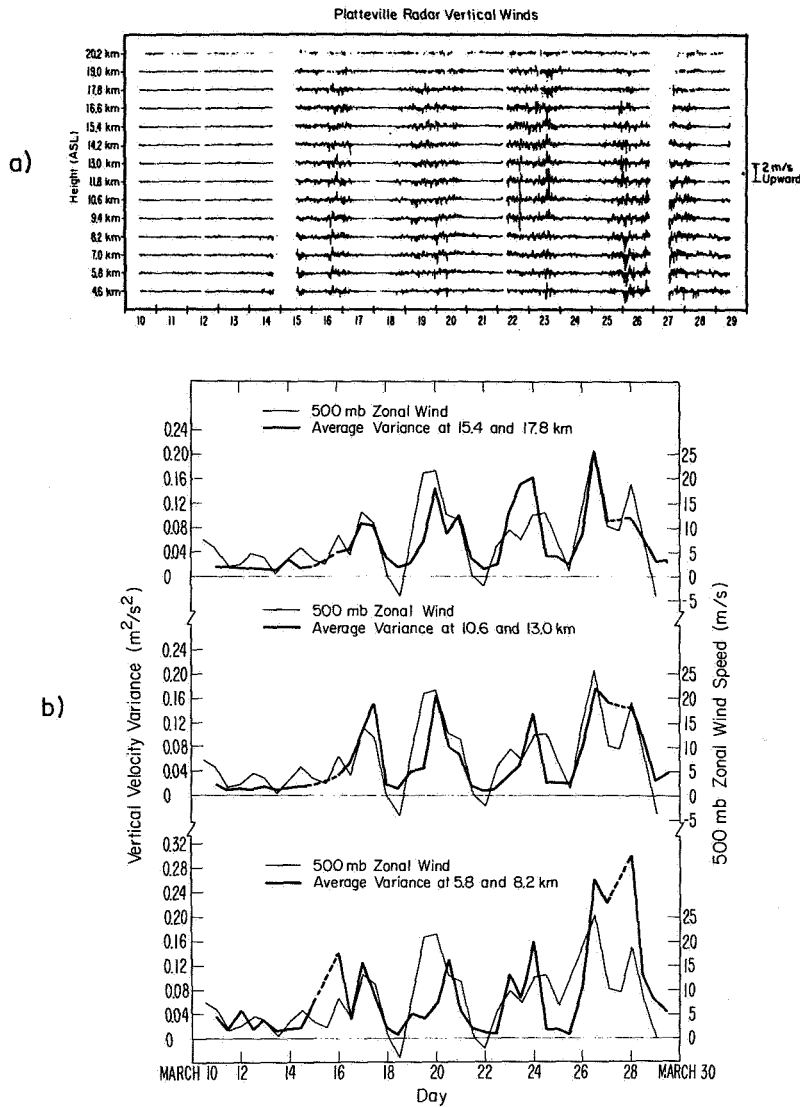 Platteville Radar Vertical Winds
a)
Height (ASL)
20.2 km
19.0 km
17.8 km
16.6 km
15.4 km
14.2 km
13.0 km
11.8 km
10.6 km
9.4 km
8.2 km
7.0 km
5.8 km
4.6 km
2 m/s
Upward
10 11 12 13 14 15 16 17 18 19 20 21 22 23 24 25 26 27 28 29
b)
Vertical Velocity Variance (m²/s²)
500 mb Zonal Wind Speed (m/s)
500 mb Zonal Wind
Average Variance at 15.4 and 17.8 km
0.24
0.20
0.16
0.12
0.08
0.04
0
25
20
15
10
5
0
-5
500 mb Zonal Wind
Average Variance at 10.6 and 13.0 km
0.24
0.20
0.16
0.12
0.08
0.04
0
25
20
15
10
5
0
-5
500 mb Zonal Wind
Average Variance at 5.8 and 8.2 km
0.32
0.28
0.24
0.20
0.16
0.12
0.08
0.04
0
25
20
15
10
5
0
MARCH 10 12 14 16 18 20 22 24 26 28 MARCH 30
Day